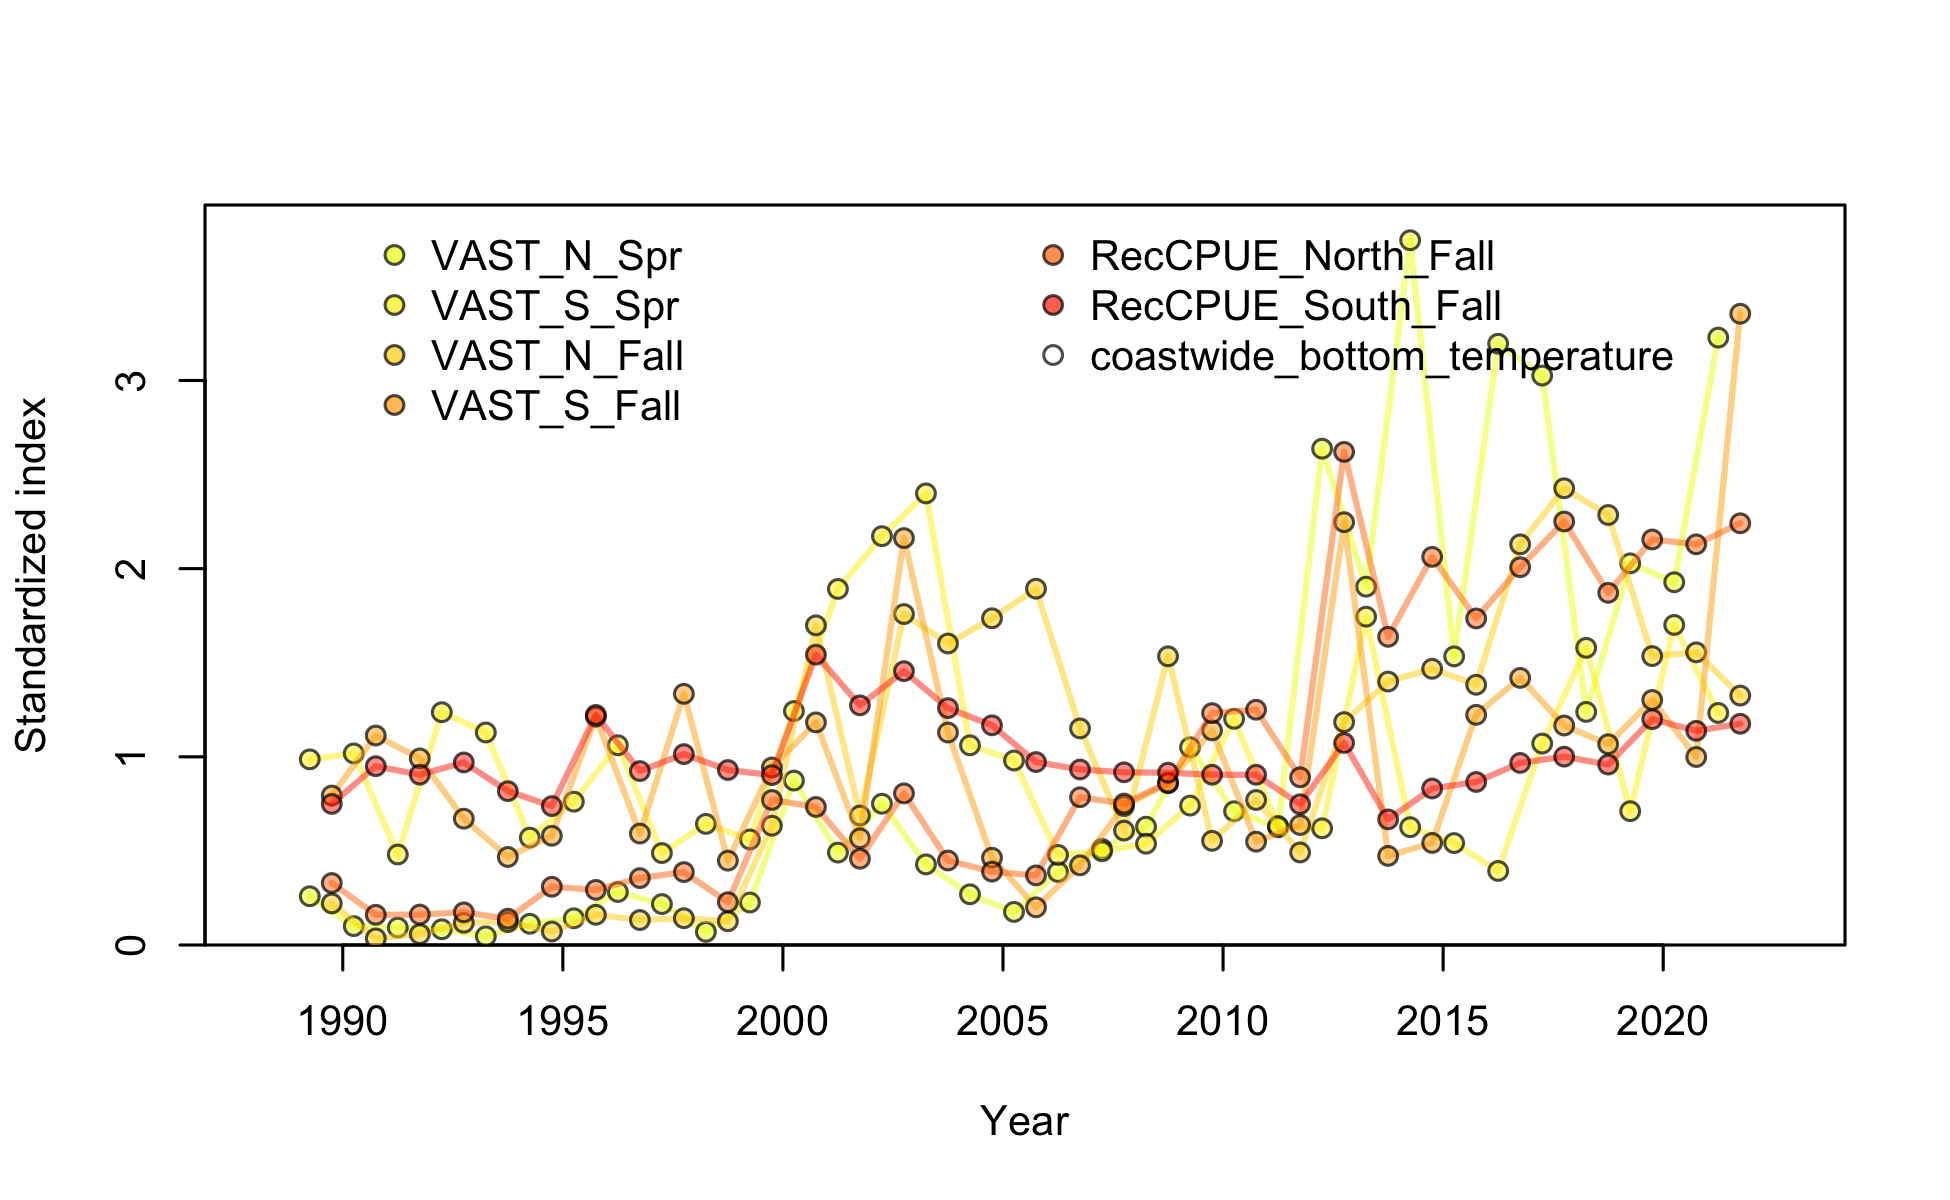 VAST_N_Spr
VAST_S_Spr
VAST_N_Fall
VAST_S_Fall
RecCPUE_North_Fall
RecCPUE_South_Fall
coastwide_bottom_temperature
Standardized index
3
2
1
0
1990 1995 2000 2005 2010 2015 2020
Year